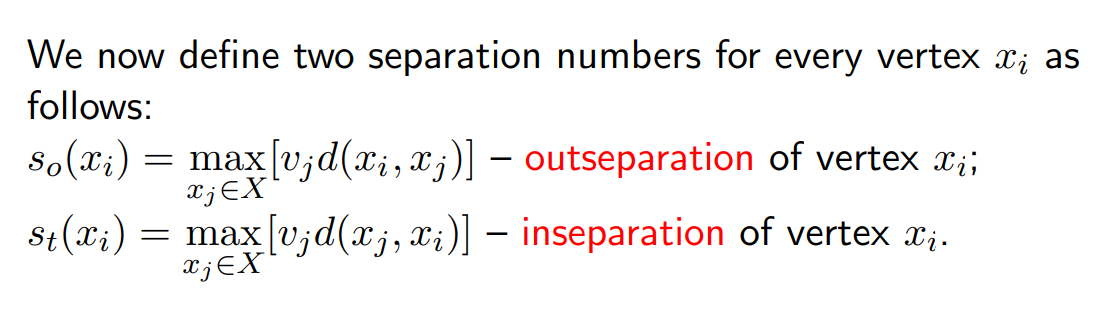 We now define two separation numbers for every vertex $x_i$ as
follows:
$s_o(x_i) = \max_{x_j \in X}[v_j d(x_i, x_j)]$ – outseparation of vertex $x_i$;
$s_t(x_i) = \max_{x_j \in X}[v_j d(x_j, x_i)]$ – inseparation of vertex $x_i$.